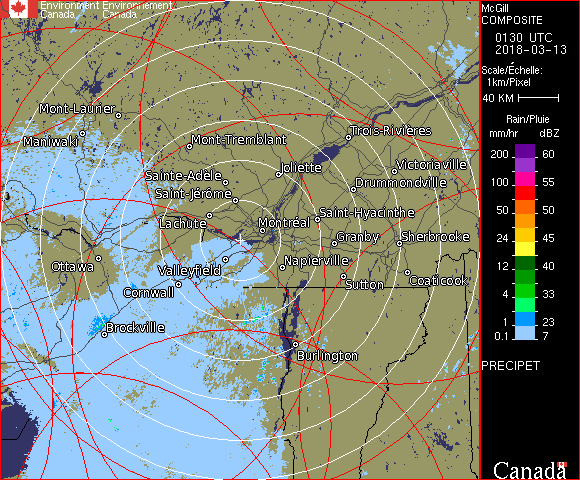 Environment Environnement
Canada Canada
McGill
COMPOSITE
0130 UTC
2018-03-13
Scale/Échelle:
1km/Pixel
40 KM
Rain/Pluie
mm/hr dBZ
200 60
100 55
50 50
24 45
12 40
4 33
1 23
0.1 7
PRECIPET
Canada
Mont-Laurier
Maniwaki
Mont-Tremblant
Trois-Rivières
Sainte-Adèle
Joliette
Victoriaville
Saint-Jérôme
Drummondville
Lachute
Montréal
Saint-Hyacinthe
Granby
Sherbrooke
Ottawa
Valleyfield
Napierville
Cornwall
Sutton
Coaticook
Brockville
Burlington